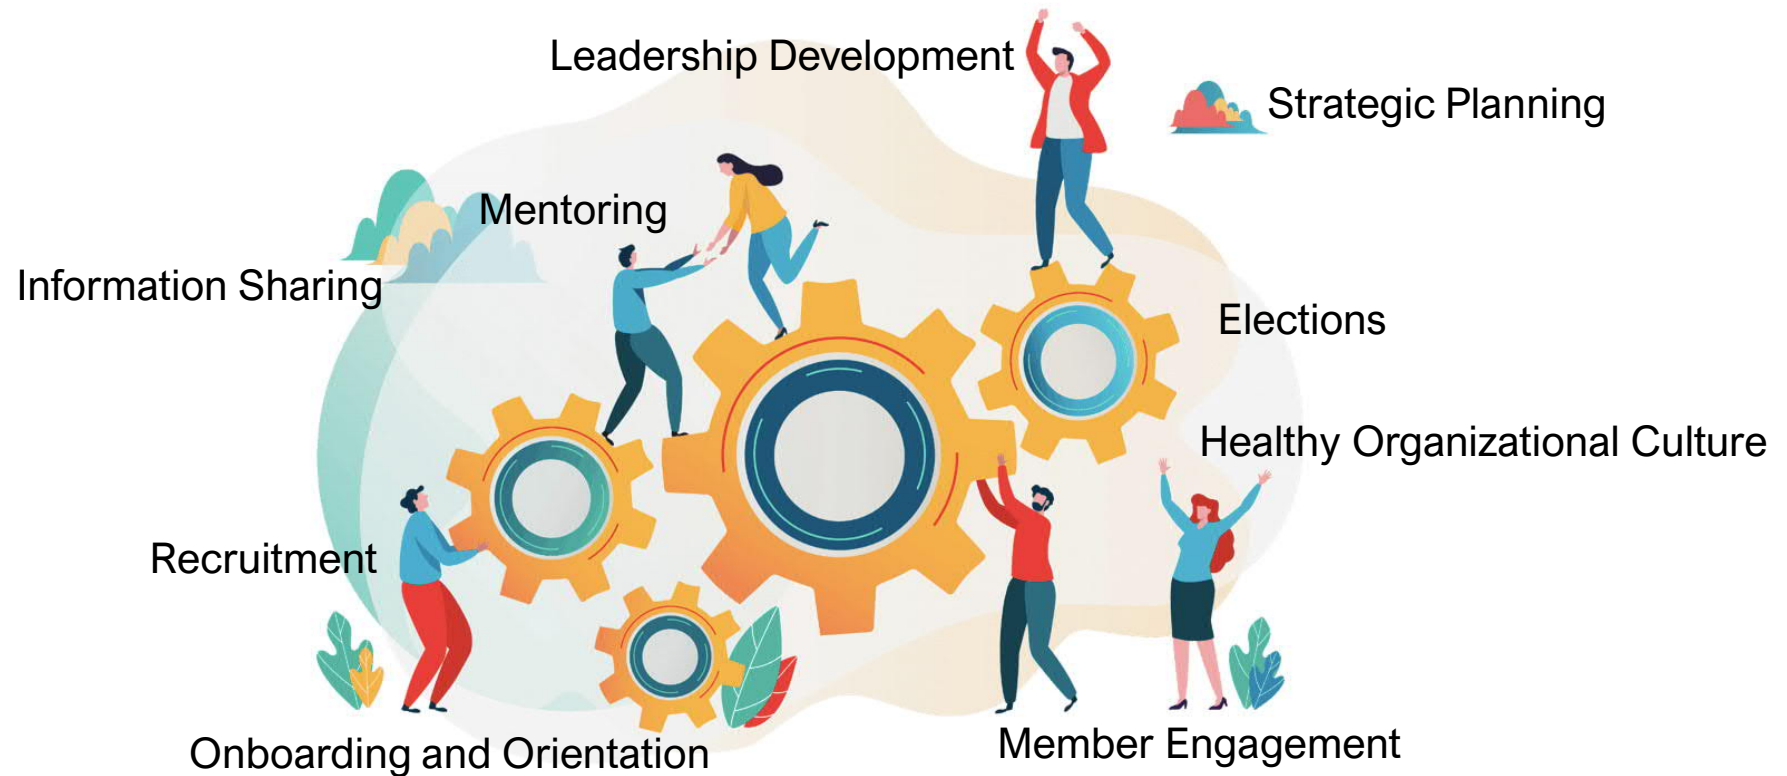 Leadership Development
Strategic Planning
Mentoring
Information Sharing
Elections
Healthy Organizational Culture
Recruitment
Member Engagement
Onboarding and Orientation